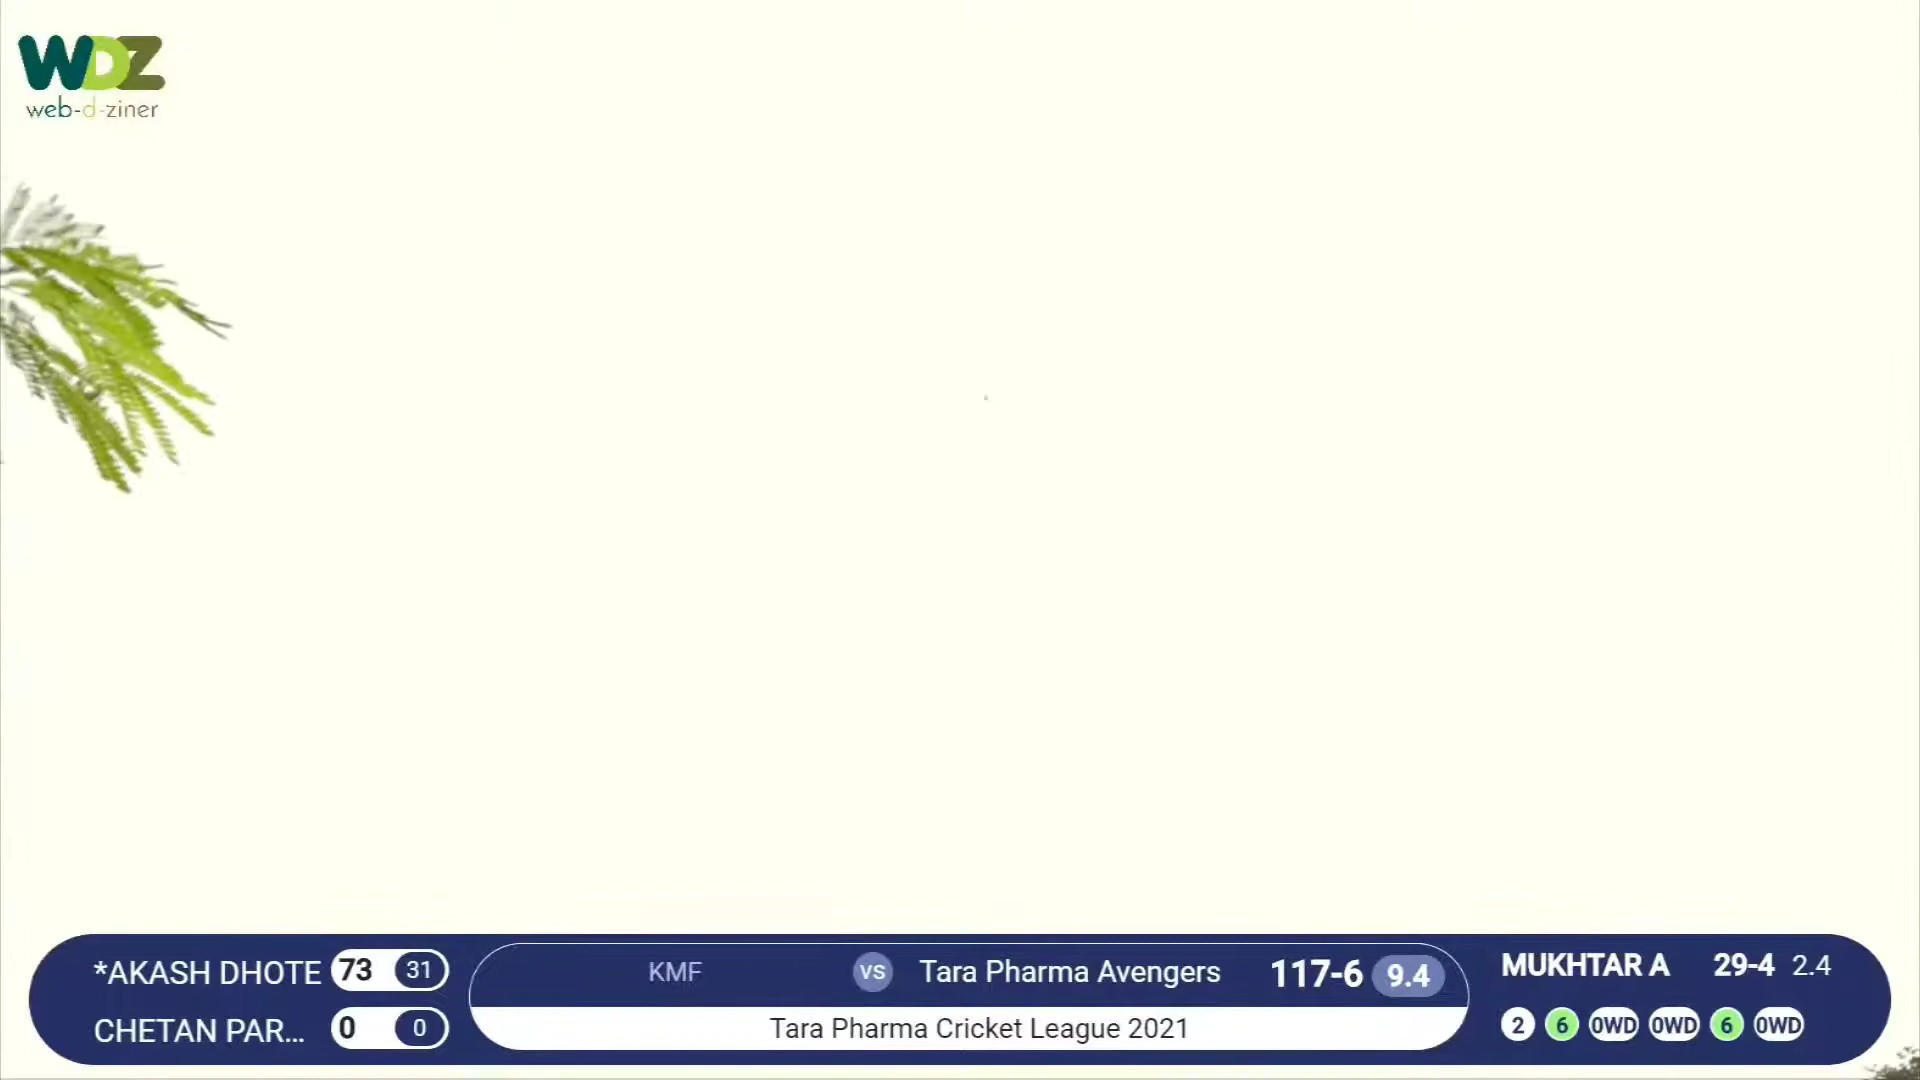 WDZ
web-d-ziner
*AKASH DHOTE 73 31
CHETAN PAR... 0 0
KMF VS Tara Pharma Avengers 117-6 9.4
Tara Pharma Cricket League 2021
MUKHTAR A 29-4 2.4
2 6 0WD 0WD 6 0WD